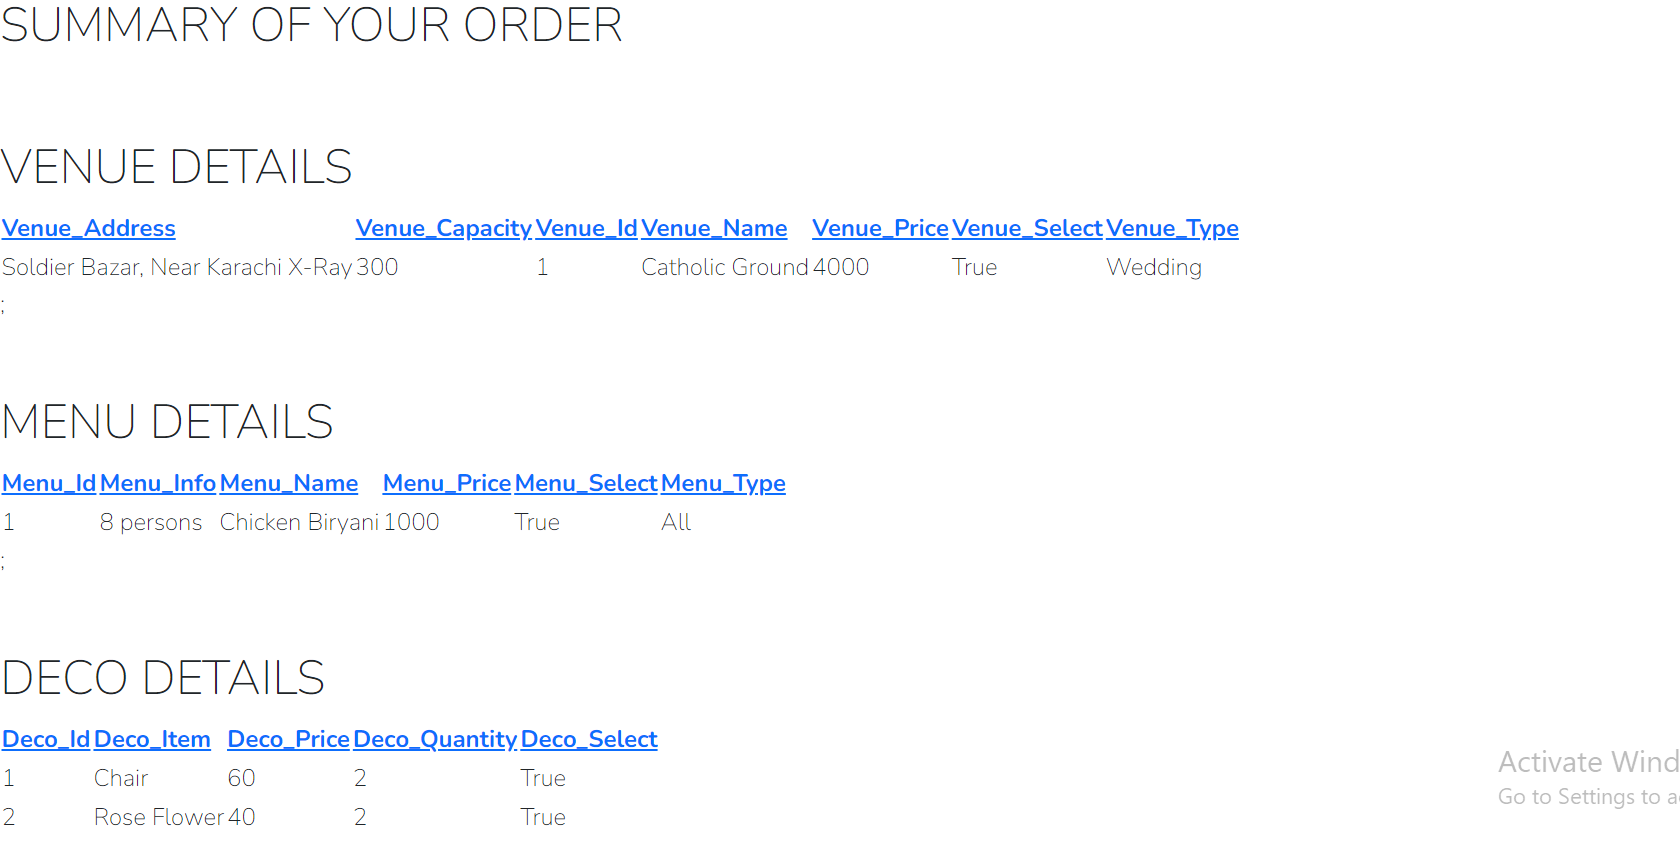 SUMMARY OF YOUR ORDER
VENUE DETAILS
Venue_Address Venue_Capacity Venue_Id Venue_Name Venue_Price Venue_Select Venue_Type
Soldier Bazar, Near Karachi X-Ray 300 1 Catholic Ground 4000 True Wedding
;
MENU DETAILS
Menu_Id Menu_Info Menu_Name Menu_Price Menu_Select Menu_Type
1 8 persons Chicken Biryani 1000 True All
;
DECO DETAILS
Deco_Id Deco_Item Deco_Price Deco_Quantity Deco_Select
1 Chair 60 2 True
2 Rose Flower 40 2 True
Activate Wind
Go to Settings to a